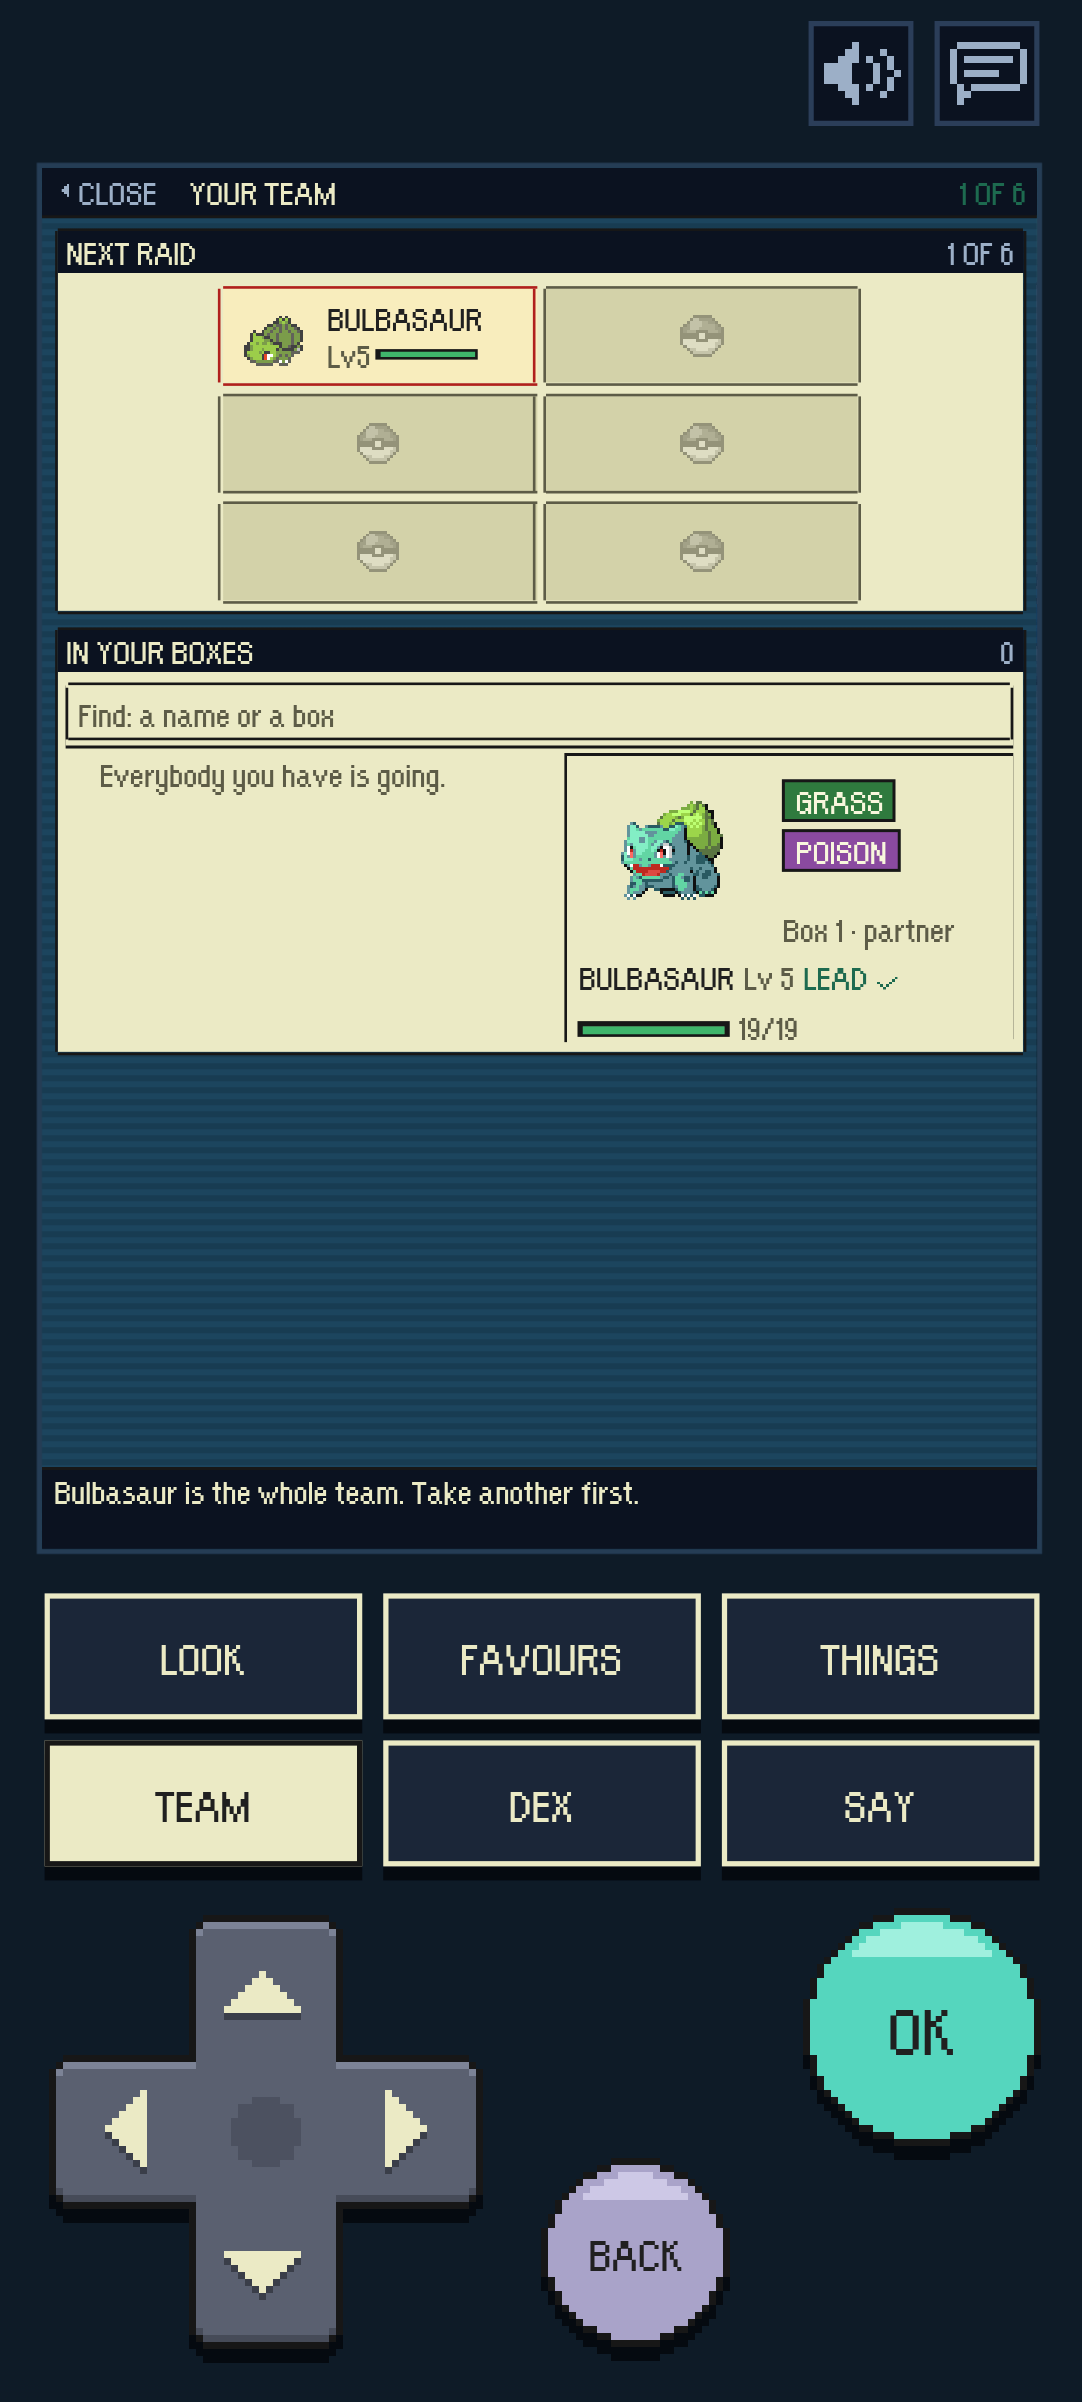 CLOSE YOUR TEAM 1 OF 6
NEXT RAID 1 OF 6
BULBASAUR
Lv5
IN YOUR BOXES 0
Find: a name or a box
Everybody you have is going.
GRASS
POISON
Box 1 · partner
BULBASAUR Lv 5 LEAD ✓
19/19
Bulbasaur is the whole team. Take another first.
LOOK FAVOURS THINGS
TEAM DEX SAY
OK
BACK